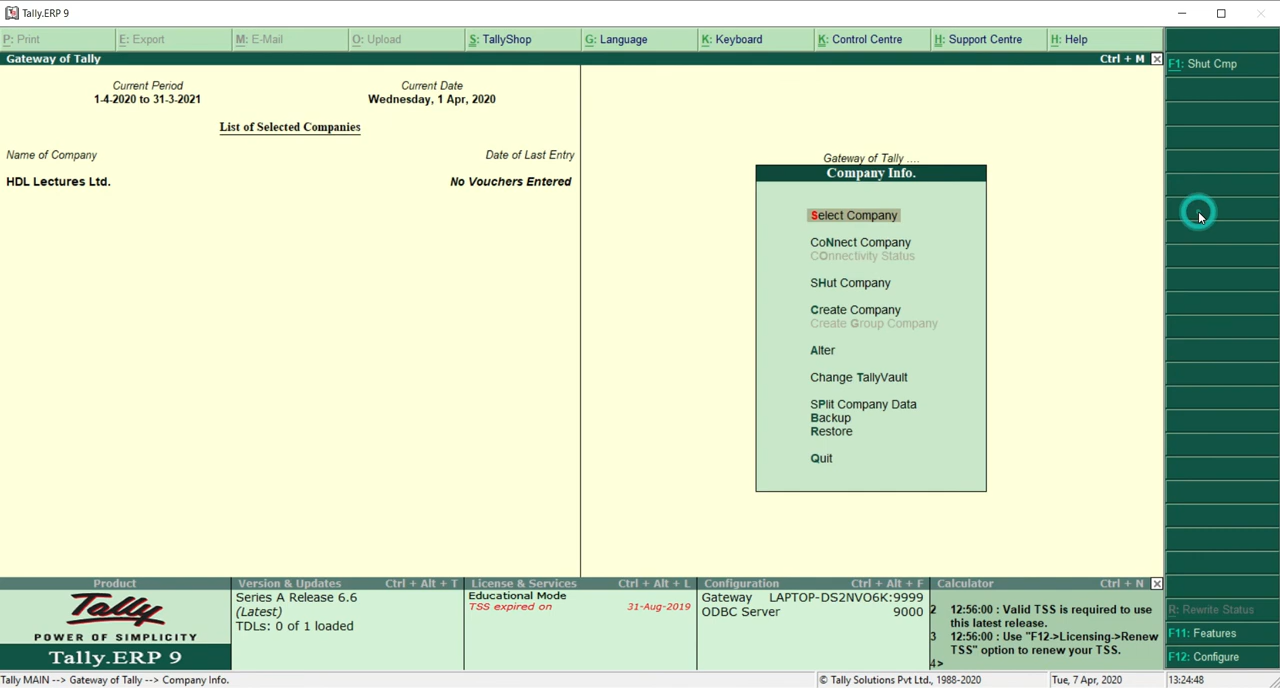 Tally.ERP 9
P: Print
E: Export
M: E-Mail
O: Upload
S: TallyShop
G: Language
K: Keyboard
K: Control Centre
H: Support Centre
H: Help
Gateway of Tally
Ctrl + M
F1: Shut Cmp
Current Period
1-4-2020 to 31-3-2021
Current Date
Wednesday, 1 Apr, 2020
List of Selected Companies
Name of Company
Date of Last Entry
HDL Lectures Ltd.
No Vouchers Entered
Gateway of Tally ....
Company Info.
Select Company
CoNnect Company
COnnectivity Status
SHut Company
Create Company
Create Group Company
Alter
Change TallyVault
SPlit Company Data
Backup
Restore
Quit
Product
Tally
POWER OF SIMPLICITY
Tally.ERP 9
Version & Updates
Ctrl + Alt + T
Series A Release 6.6
(Latest)
TDLs: 0 of 1 loaded
License & Services
Ctrl + Alt + L
Educational Mode
TSS expired on
31-Aug-2019
Configuration
Ctrl + Alt + F
Gateway
LAPTOP-DS2NVO6K:9999
ODBC Server
9000
Calculator
Ctrl + N
2 12:56:00 : Valid TSS is required to use
this latest release.
3 12:56:00 : Use "F12->Licensing->Renew
TSS" option to renew your TSS.
4>
R: Rewrite Status
F11: Features
F12: Configure
Tally MAIN --> Gateway of Tally --> Company Info.
© Tally Solutions Pvt Ltd., 1988-2020
Tue, 7 Apr, 2020
13:24:48